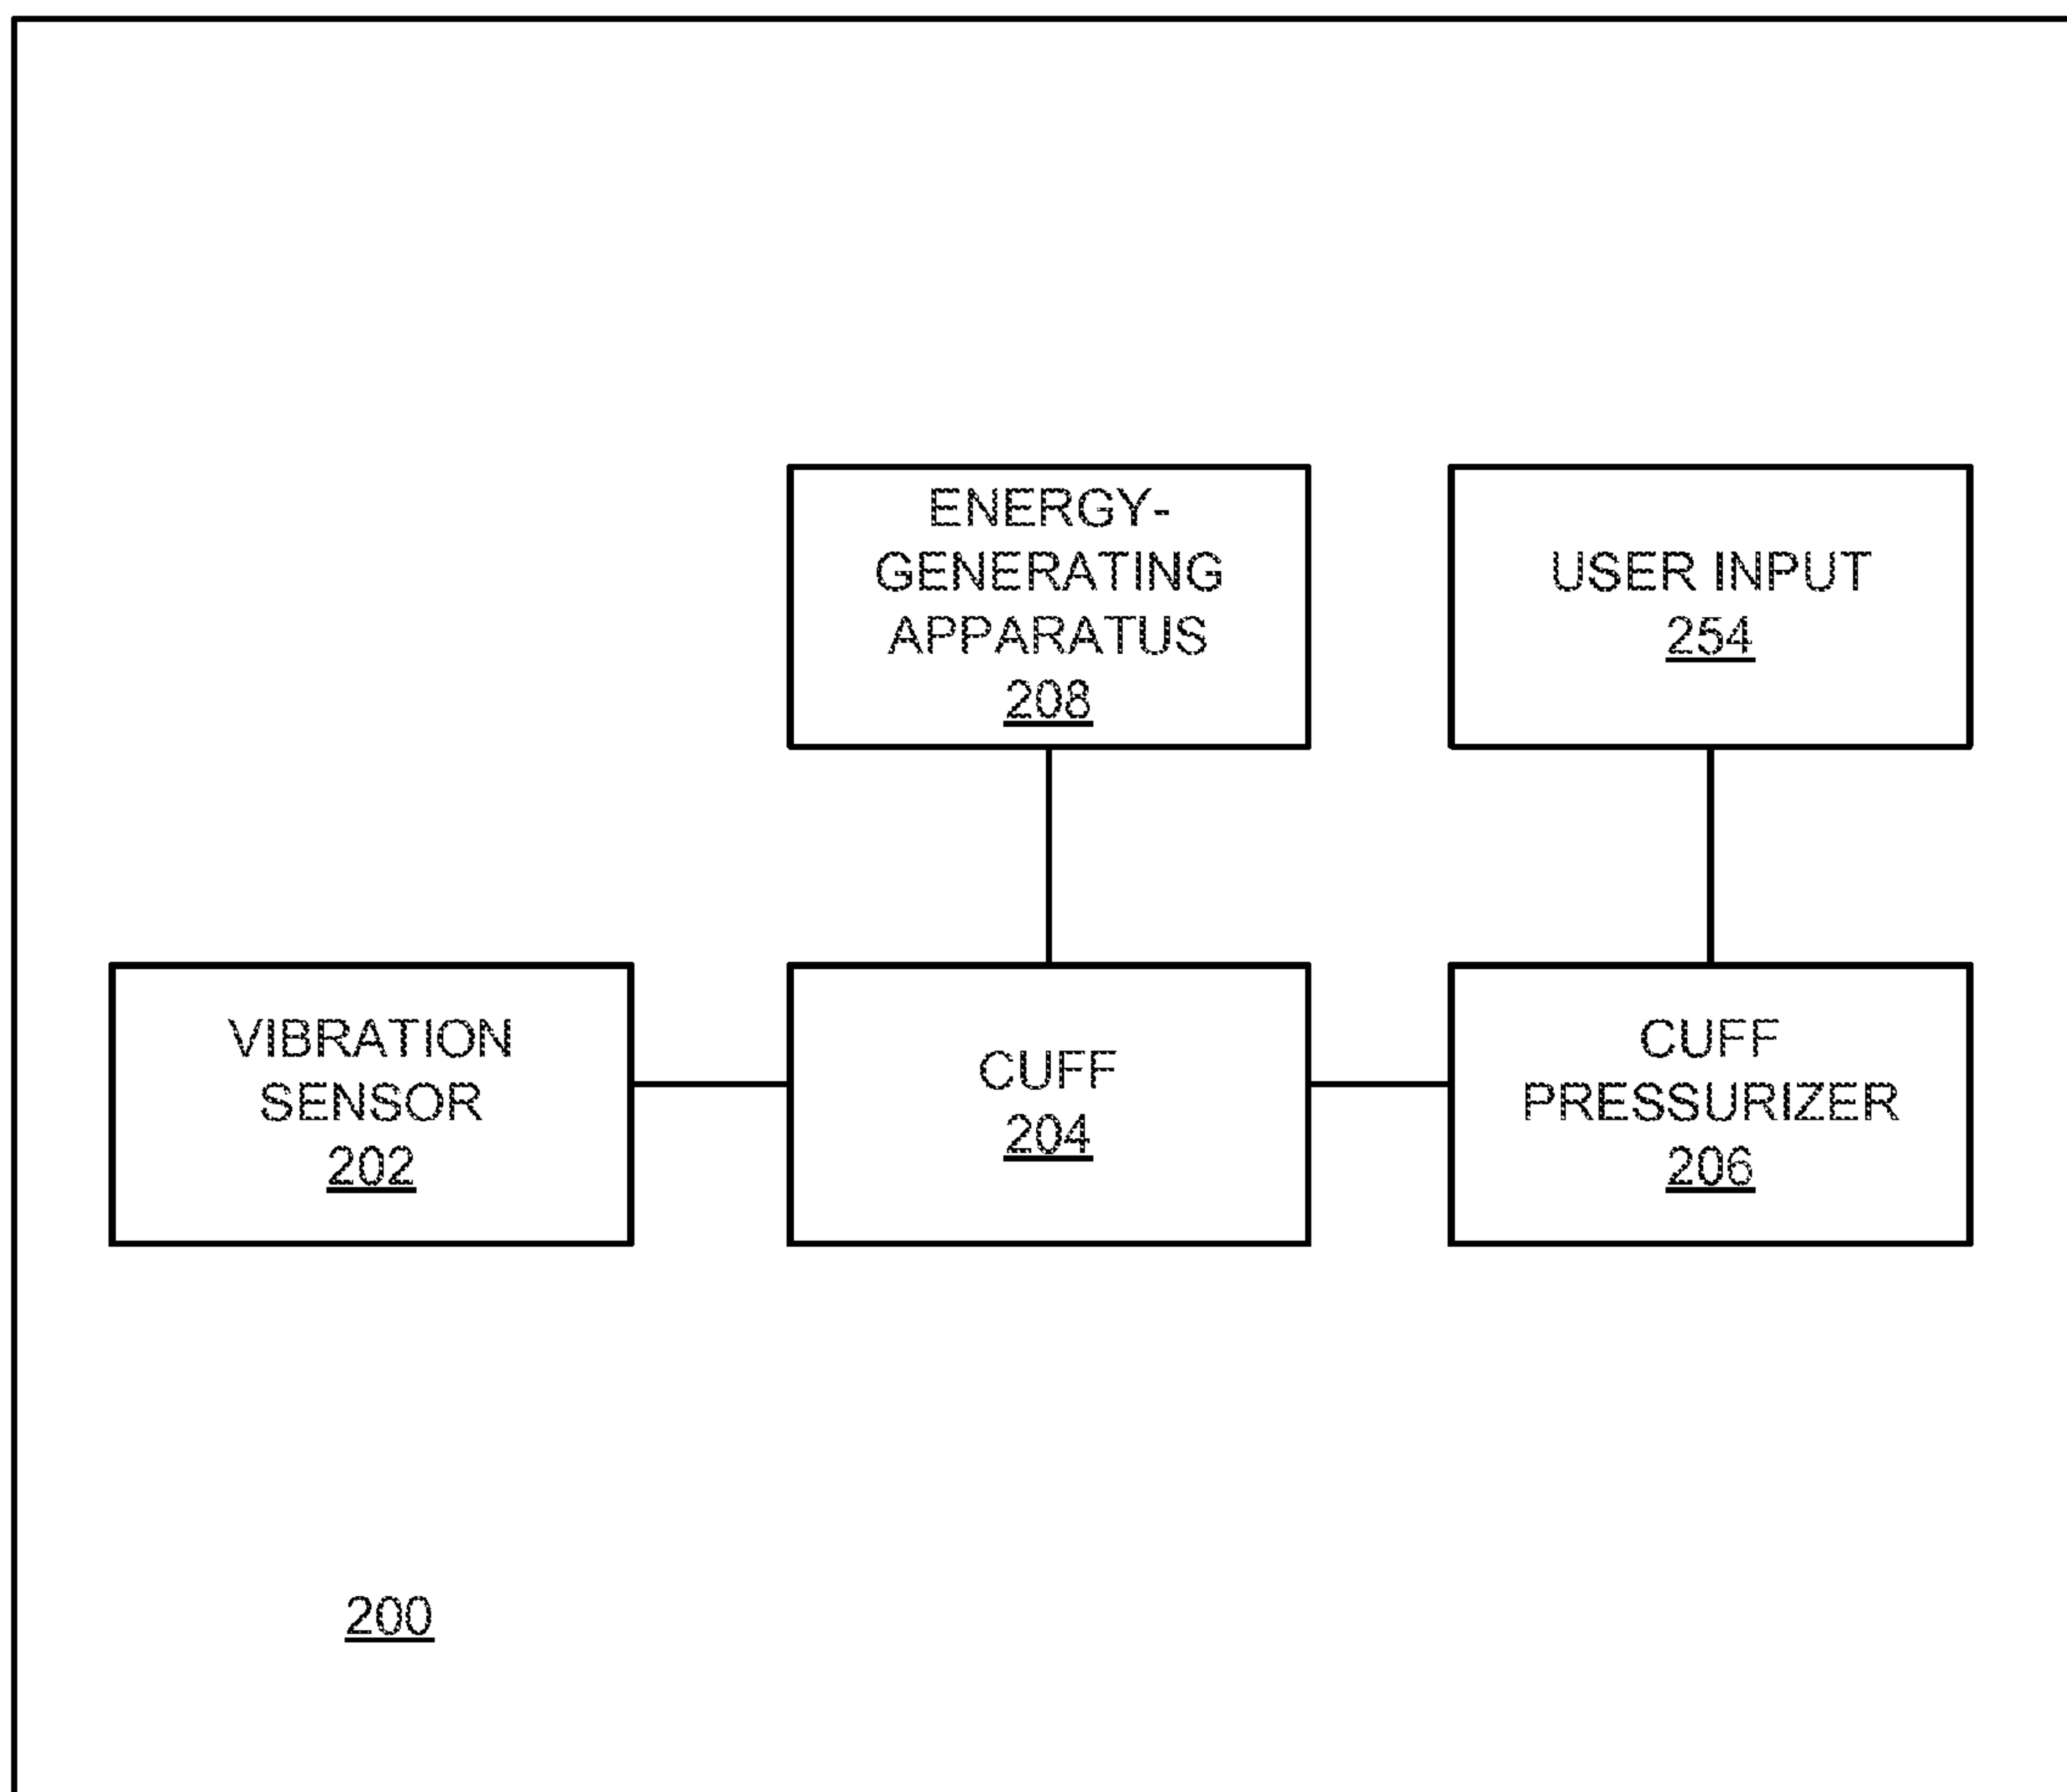 ENERGY-
GENERATING
APPARATUS
208
USER INPUT
254
VIBRATION
SENSOR
202
CUFF
204
CUFF
PRESSURIZER
206
200